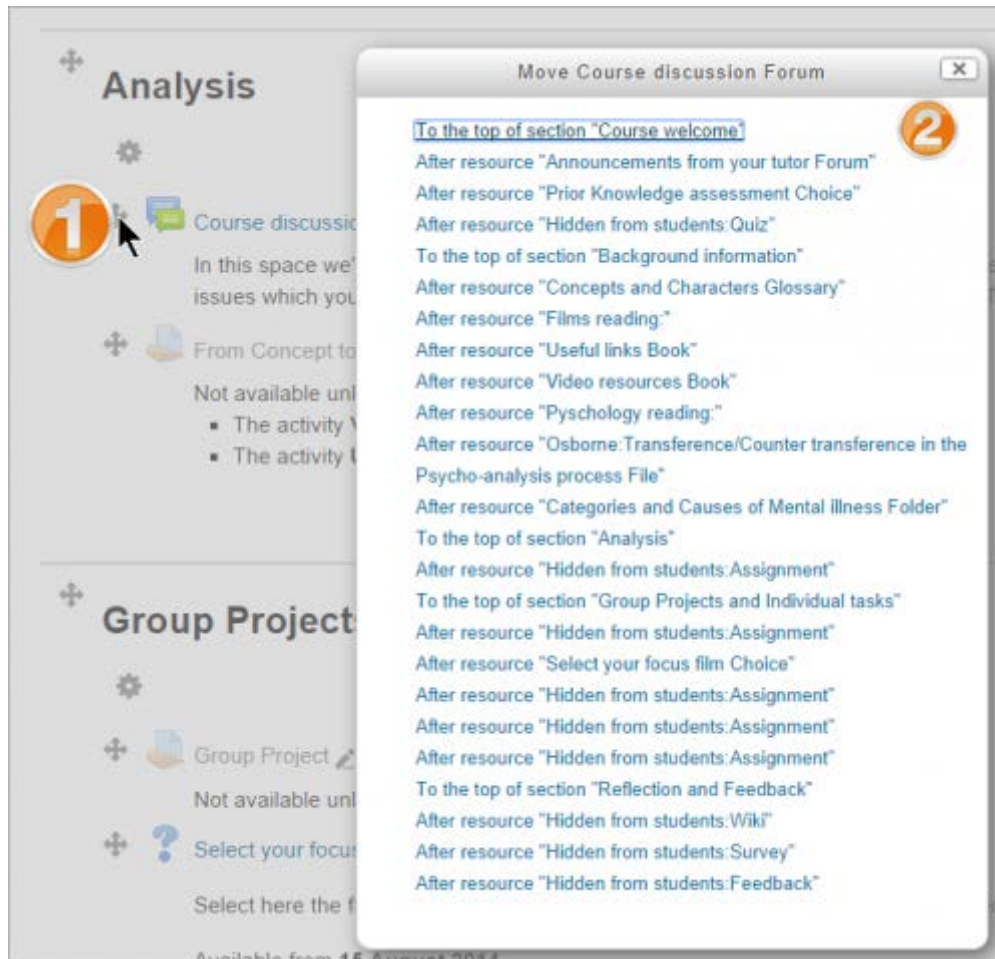 Analysis
1
Course discussio
In this space we'
issues which you
From Concept to
Not available unl
The activity
The activity
Group Project
Group Project
Not available unl
Select your focus
Select here the f
Available from 15 August 2014
Move Course discussion Forum
2
To the top of section "Course welcome"
After resource "Announcements from your tutor Forum"
After resource "Prior Knowledge assessment Choice"
After resource "Hidden from students:Quiz"
To the top of section "Background information"
After resource "Concepts and Characters Glossary"
After resource "Films reading:"
After resource "Useful links Book"
After resource "Video resources Book"
After resource "Pyschology reading:"
After resource "Osborne:Transference/Counter transference in the
Psycho-analysis process File"
After resource "Categories and Causes of Mental illness Folder"
To the top of section "Analysis"
After resource "Hidden from students:Assignment"
To the top of section "Group Projects and Individual tasks"
After resource "Hidden from students:Assignment"
After resource "Select your focus film Choice"
After resource "Hidden from students:Assignment"
After resource "Hidden from students:Assignment"
After resource "Hidden from students:Assignment"
To the top of section "Reflection and Feedback"
After resource "Hidden from students:Wiki"
After resource "Hidden from students:Survey"
After resource "Hidden from students:Feedback"